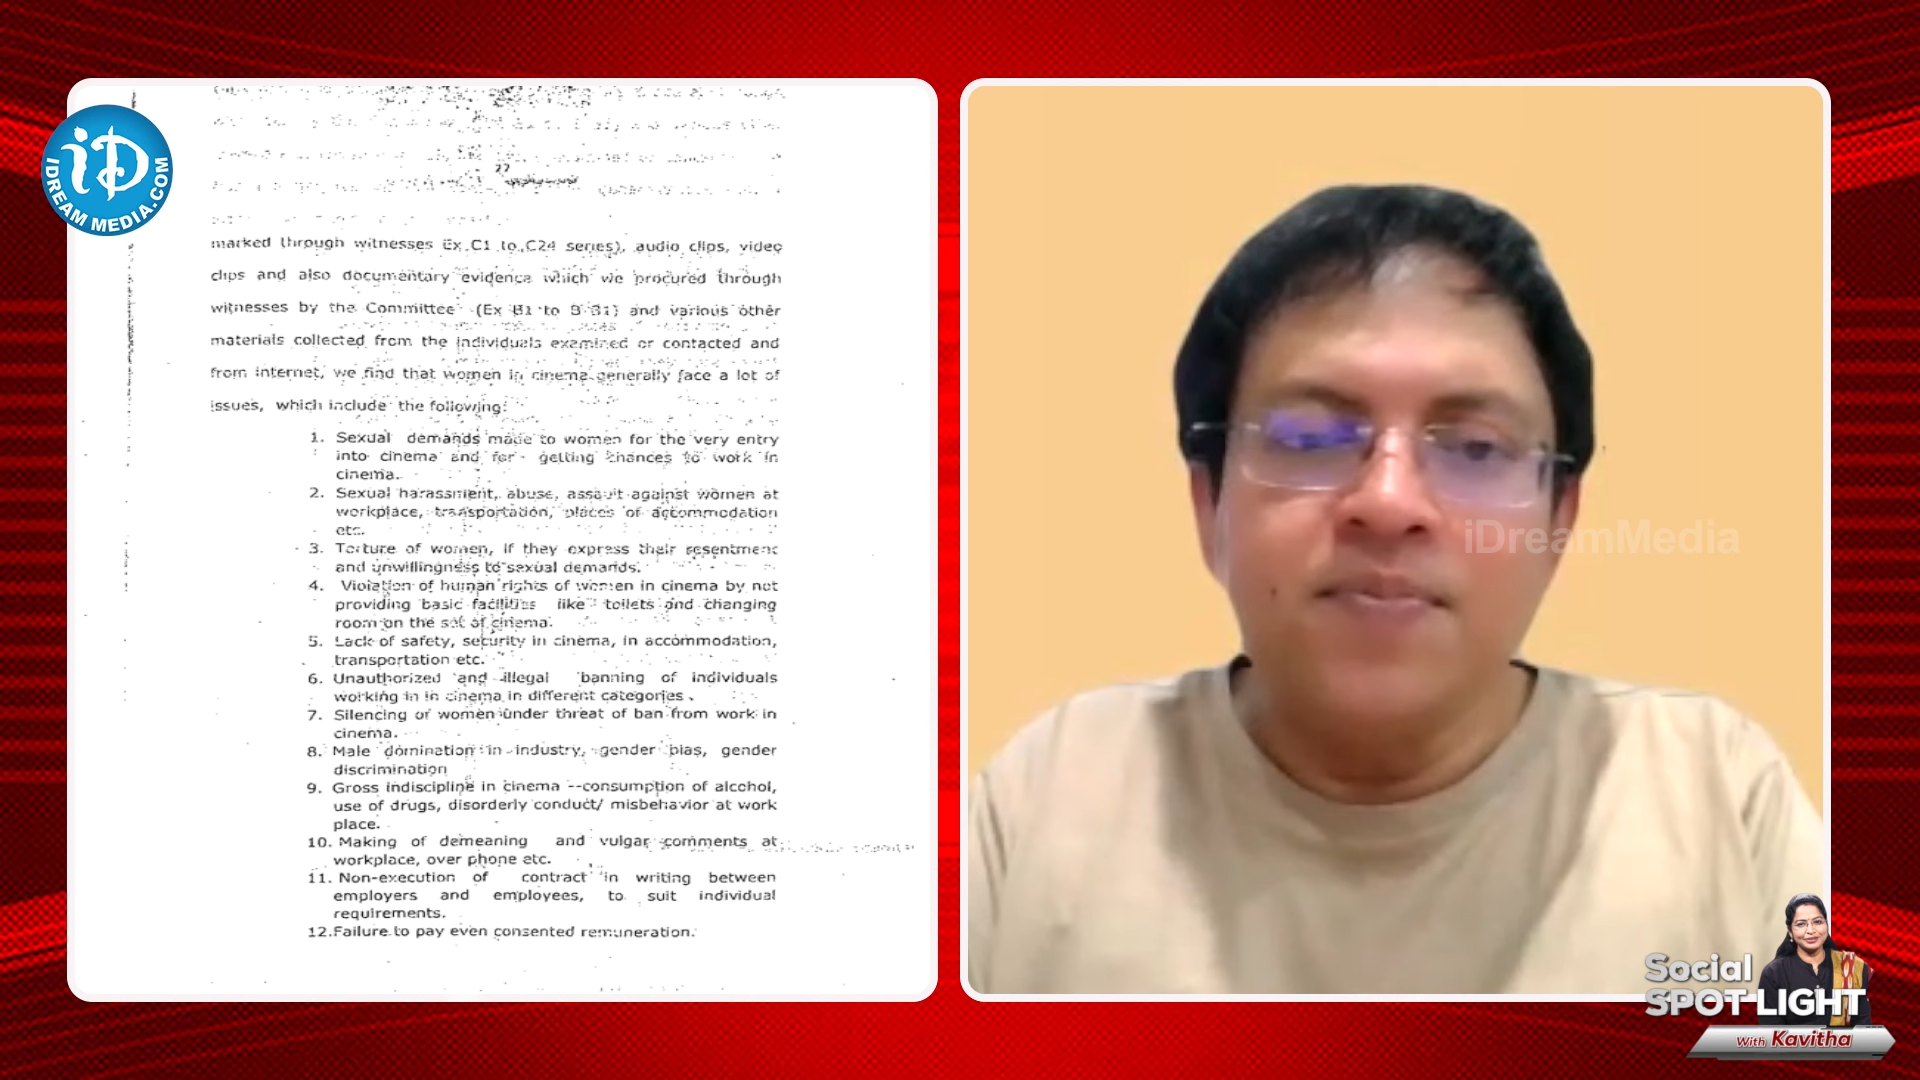 iD
IDREAM MEDIA.COM
27
marked through witnesses Ex.C1 to C24 series), audio clips, video
clips and also documentary evidence which we procured through
witnesses by the Committee (Ex B1 to B B1) and various other
materials collected from the individuals examined or contacted and
from internet, we find that women in cinema generally face a lot of
issues, which include the following:
1. Sexual demands made to women for the very entry
into cinema and for getting chances to work in
cinema.
2. Sexual harassment, abuse, assault against women at
workplace, transportation, places of accommodation
etc.
3. Torture of women, if they express their resentment
and unwillingness to sexual demands.
4. Violation of human rights of women in cinema by not
providing basic facilities like toilets and changing
room on the set of cinema.
5. Lack of safety, security in cinema, in accommodation,
transportation etc.
6. Unauthorized and illegal banning of individuals
working in in cinema in different categories .
7. Silencing of women under threat of ban from work in
cinema.
8. Male domination in industry, gender bias, gender
discrimination
9. Gross indiscipline in cinema --consumption of alcohol,
use of drugs, disorderly conduct/ misbehavior at work
place.
10. Making of demeaning and vulgar comments at
workplace, over phone etc.
11. Non-execution of contract in writing between
employers and employees, to suit individual
requirements.
12.Failure to pay even consented remuneration.
iDreamMedia
Social
SPOT LIGHT
With Kavitha